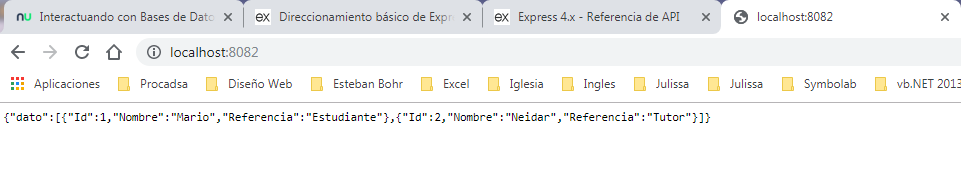 Interactuando con Bases de Dato
Direccionamiento básico de Expr
Express 4.x - Referencia de API
localhost:8082
localhost:8082
Aplicaciones Procadsa Diseño Web Esteban Bohr Excel Iglesia Ingles Julissa Julissa Symbolab vb.NET 2013
{"dato":[{"Id":1,"Nombre":"Mario","Referencia":"Estudiante"},{"Id":2,"Nombre":"Neidar","Referencia":"Tutor"}]}